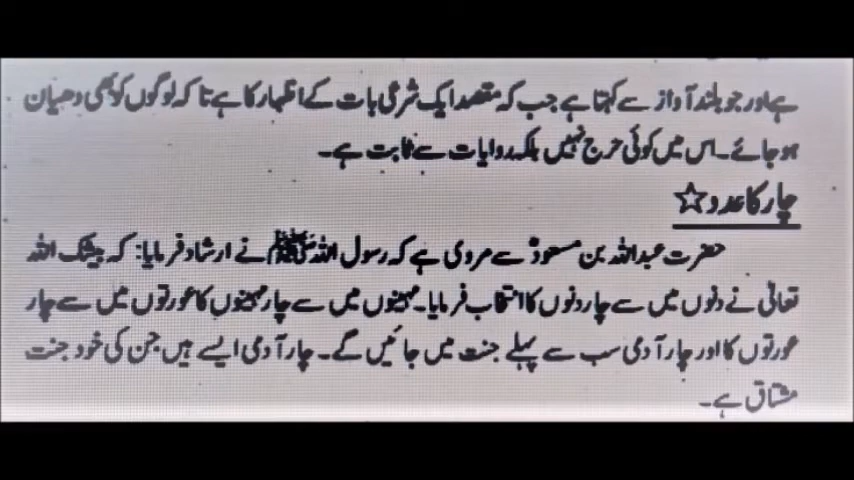 ہے اور جو بلند آواز سے کہتا ہے جب کہ مقصد ایک شرعی بات کے اظہار کا ہے تا کہ لوگوں کو بھی دھیان
ہو جائے۔ اس میں کوئی حرج نہیں بلکہ روایات سے ثابت ہے۔
چار کا عدد ☆
حضرت عبداللہ بن مسعودؓ سے مروی ہے کہ رسول اللہ ﷺ نے ارشاد فرمایا: کہ بیشک اللہ
تعالیٰ نے دنوں میں سے چار دنوں کا انتخاب فرمایا۔ مہینوں میں سے چار مہینوں کا عورتوں میں سے چار
عورتوں کا اور چار آدمی سب سے پہلے جنت میں جائیں گے۔ چار آدمی ایسے ہیں جن کی خود جنت
مشتاق ہے۔